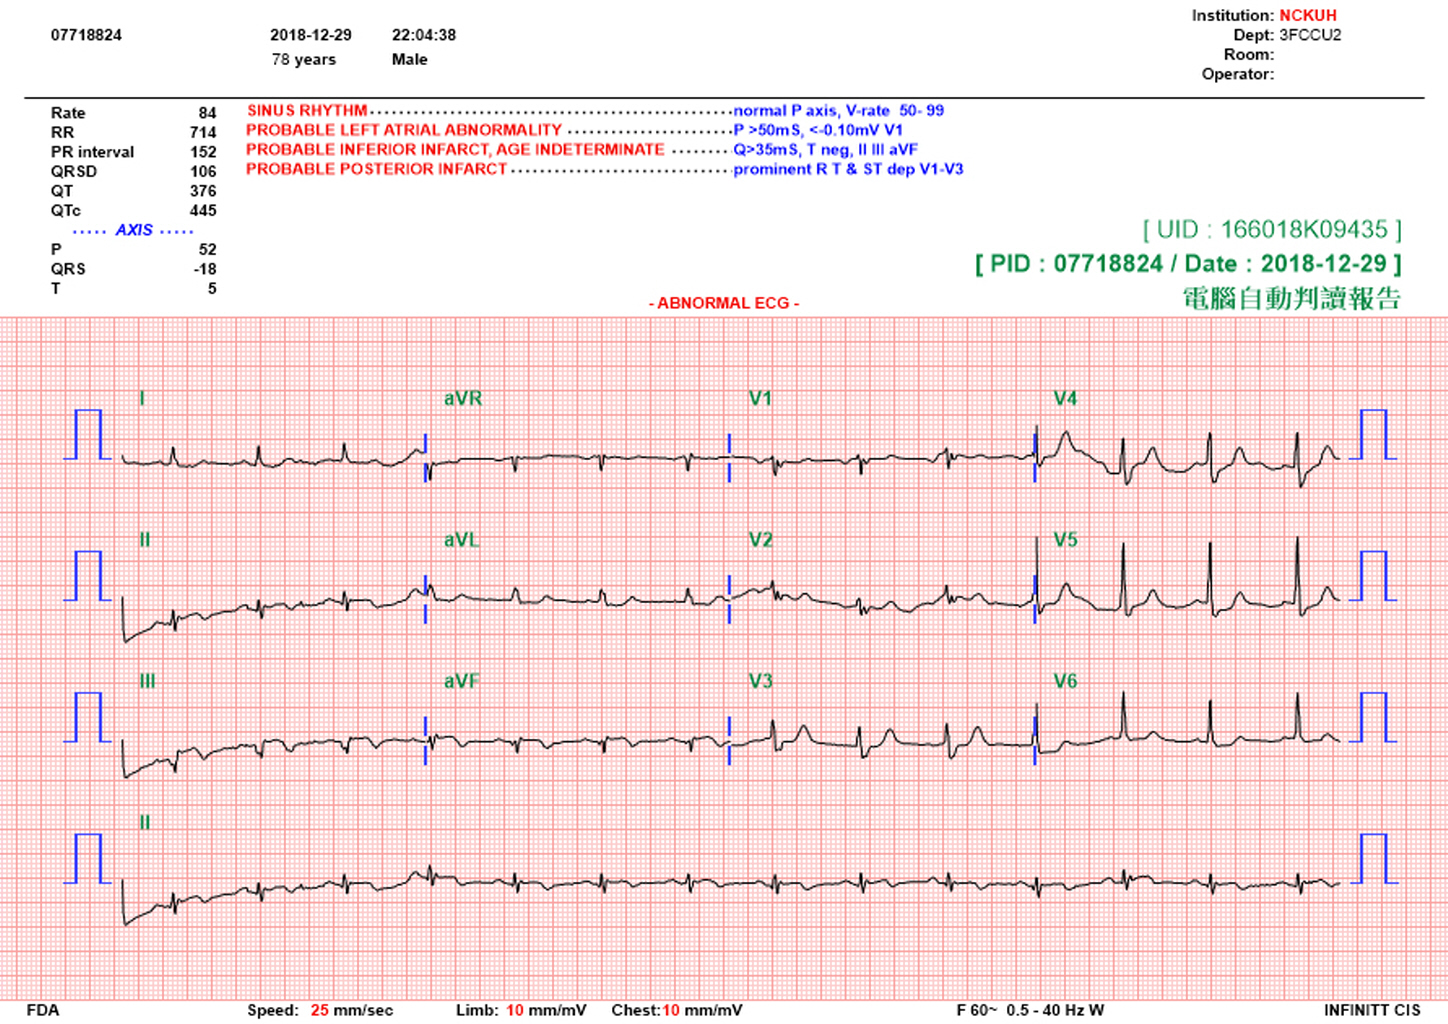 Institution: NCKUH
07718824 2018-12-29 22:04:38 Dept: 3FCCU2
78 years Male Room:
Operator:
Rate 84 SINUS RHYTHM normal P axis, V-rate 50- 99
RR 714 PROBABLE LEFT ATRIAL ABNORMALITY P >50mS, <-0.10mV V1
PR interval 152 PROBABLE INFERIOR INFARCT, AGE INDETERMINATE Q>35mS, T neg, II III aVF
QRSD 106 PROBABLE POSTERIOR INFARCT prominent R T & ST dep V1-V3
QT 376
QTc 445
AXIS
P 52
QRS -18
T 5
[ UID : 166018K09435 ]
[ PID : 07718824 / Date : 2018-12-29 ]
電腦自動判讀報告
- ABNORMAL ECG -
I aVR V1 V4
II aVL V2 V5
III aVF V3 V6
II
FDA Speed: 25 mm/sec Limb: 10 mm/mV Chest:10 mm/mV F 60~ 0.5 - 40 Hz W INFINITT CIS